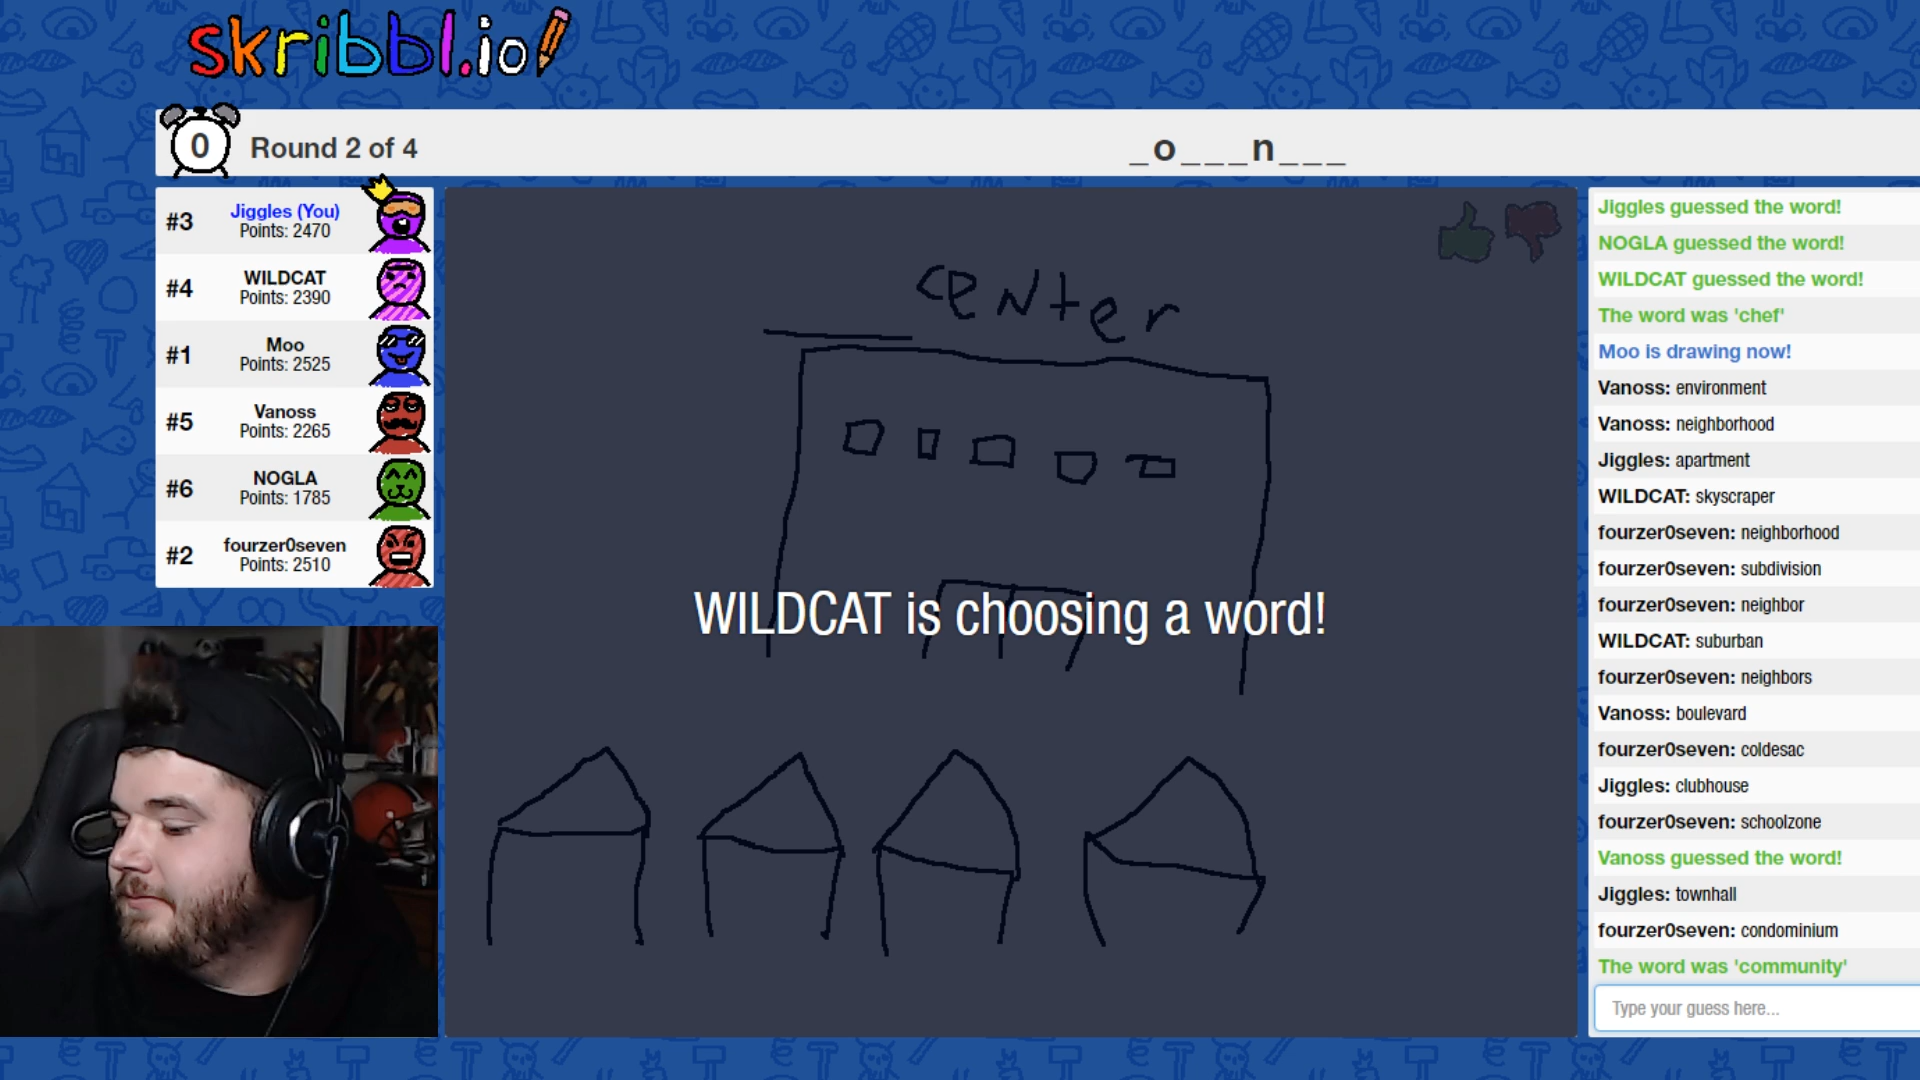 skribbl.io
0
Round 2 of 4
_o___n___
#3
Jiggles (You)
Points: 2470
#4
WILDCAT
Points: 2390
#1
Moo
Points: 2525
#5
Vanoss
Points: 2265
#6
NOGLA
Points: 1785
#2
fourzer0seven
Points: 2510
center
WILDCAT is choosing a word!
Jiggles guessed the word!
NOGLA guessed the word!
WILDCAT guessed the word!
The word was 'chef'
Moo is drawing now!
Vanoss: environment
Vanoss: neighborhood
Jiggles: apartment
WILDCAT: skyscraper
fourzer0seven: neighborhood
fourzer0seven: subdivision
fourzer0seven: neighbor
WILDCAT: suburban
fourzer0seven: neighbors
Vanoss: boulevard
fourzer0seven: coldesac
Jiggles: clubhouse
fourzer0seven: schoolzone
Vanoss guessed the word!
Jiggles: townhall
fourzer0seven: condominium
The word was 'community'
Type your guess here...